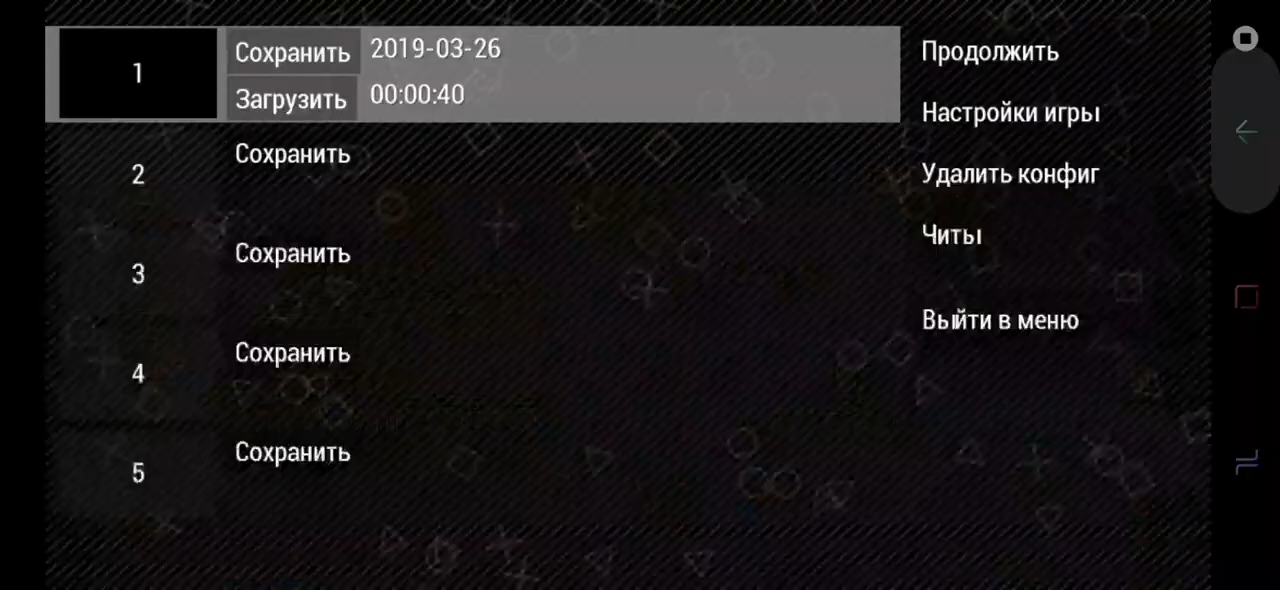 1
Сохранить
2019-03-26
Загрузить
00:00:40
2
Сохранить
3
Сохранить
4
Сохранить
5
Сохранить
Продолжить
Настройки игры
Удалить конфиг
Читы
Выйти в меню